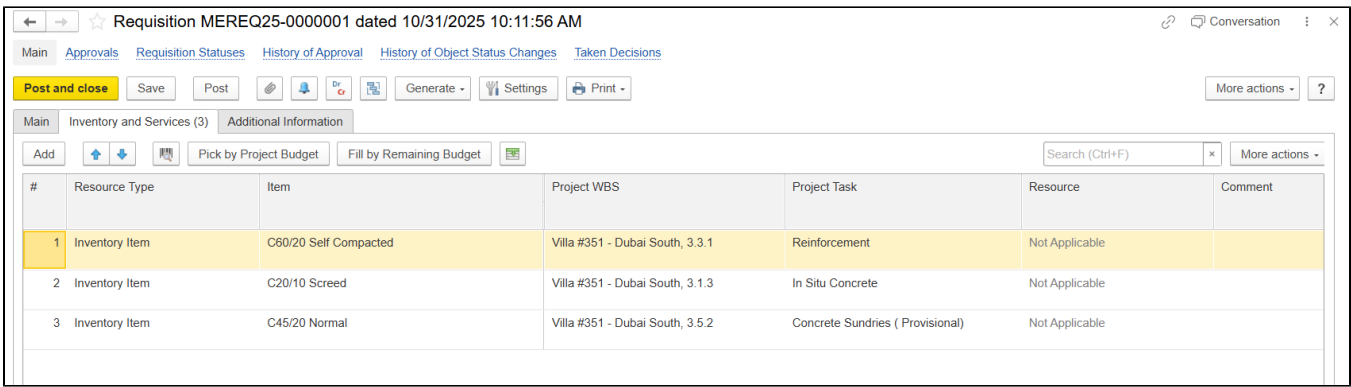 Requisition MEREQ25-0000001 dated 10/31/2025 10:11:56 AM Conversation
Main Approvals Requisition Statuses History of Approval History of Object Status Changes Taken Decisions
Post and close Save Post Dr Cr Generate Settings Print More actions ?
Main Inventory and Services (3) Additional Information
Add Pick by Project Budget Fill by Remaining Budget Search (Ctrl+F) × More actions
# Resource Type Item Project WBS Project Task Resource Comment
1 Inventory Item C60/20 Self Compacted Villa #351 - Dubai South, 3.3.1 Reinforcement Not Applicable
2 Inventory Item C20/10 Screed Villa #351 - Dubai South, 3.1.3 In Situ Concrete Not Applicable
3 Inventory Item C45/20 Normal Villa #351 - Dubai South, 3.5.2 Concrete Sundries ( Provisional) Not Applicable